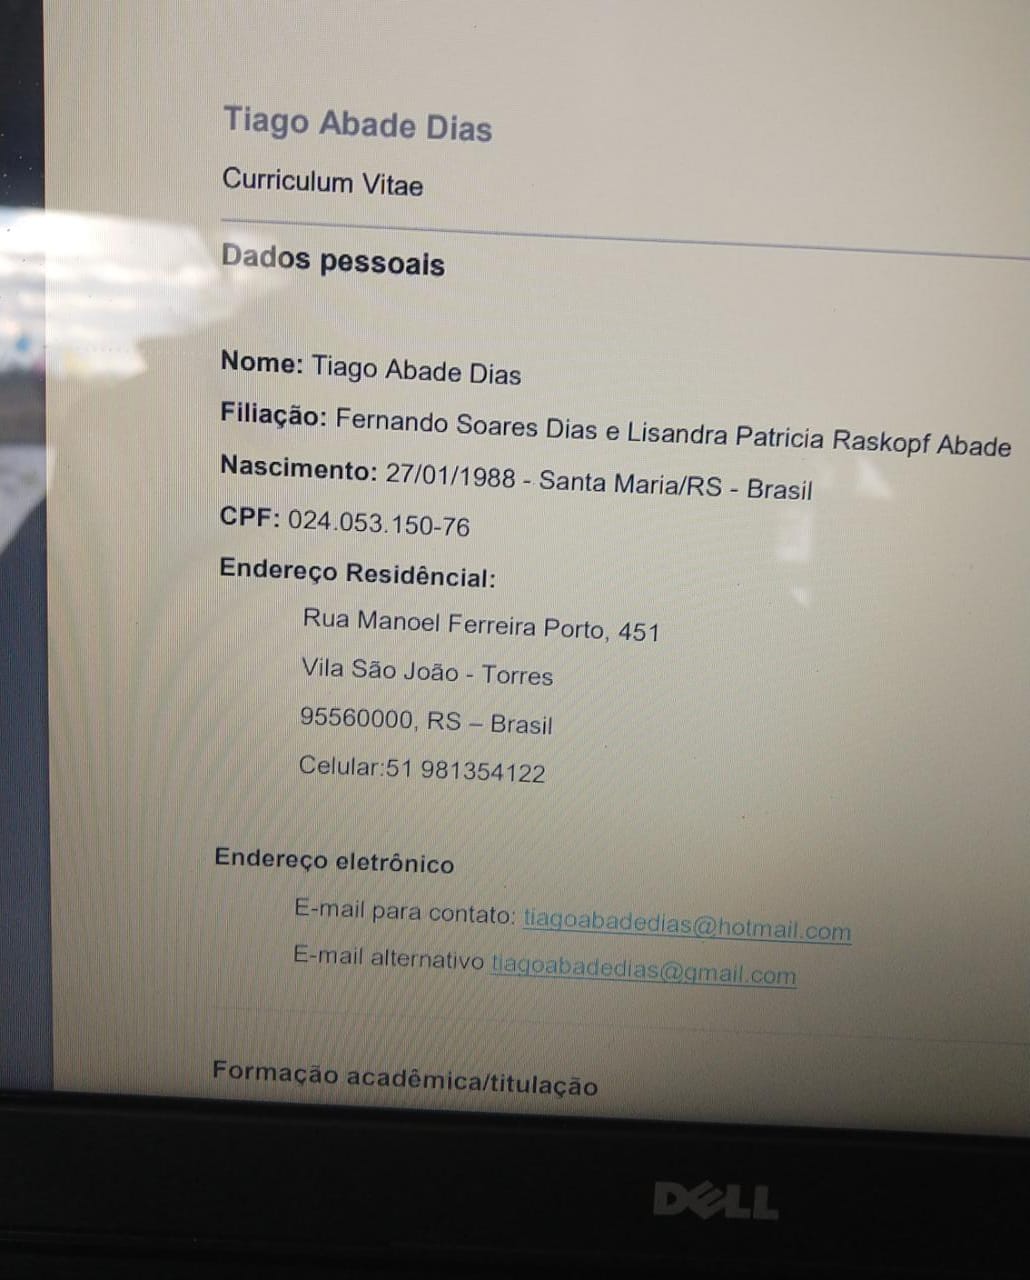 Tiago Abade Dias
Curriculum Vitae
Dados pessoais
Nome: Tiago Abade Dias
Filiação: Fernando Soares Dias e Lisandra Patricia Raskopf Abade
Nascimento: 27/01/1988 - Santa Maria/RS - Brasil
CPF: 024.053.150-76
Endereço Residêncial:
Rua Manoel Ferreira Porto, 451
Vila São João - Torres
95560000, RS – Brasil
Celular:51 981354122
Endereço eletrônico
E-mail para contato: tiagoabadedias@hotmail.com
E-mail alternativo tiagoabadedias@gmail.com
Formação acadêmica/titulação
DELL